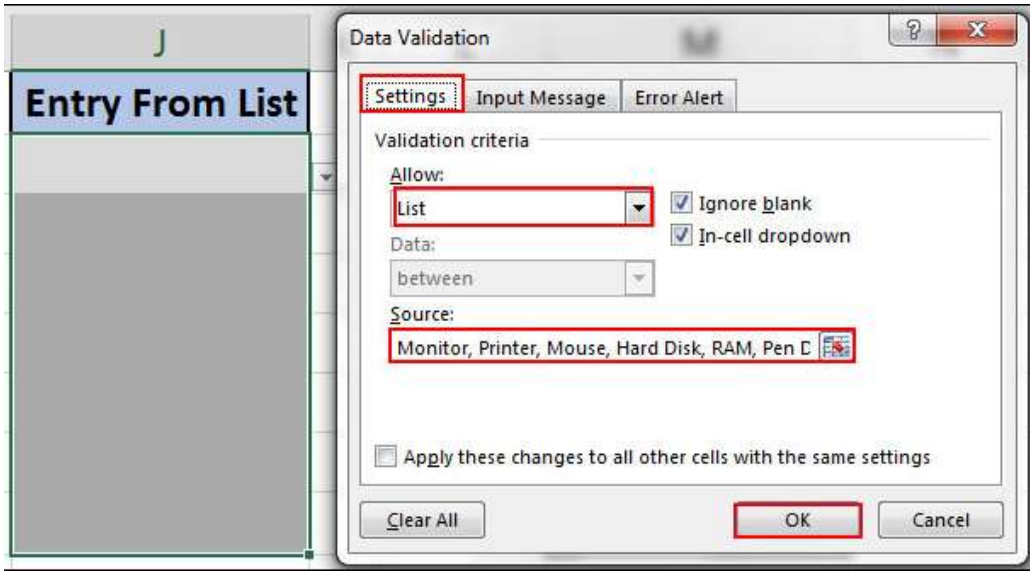 J
Entry From List
Data Validation
?
X
Settings
Input Message
Error Alert
Validation criteria
Allow:
List
Ignore blank
In-cell dropdown
Data:
between
Source:
Monitor, Printer, Mouse, Hard Disk, RAM, Pen D
Apply these changes to all other cells with the same settings
Clear All
OK
Cancel